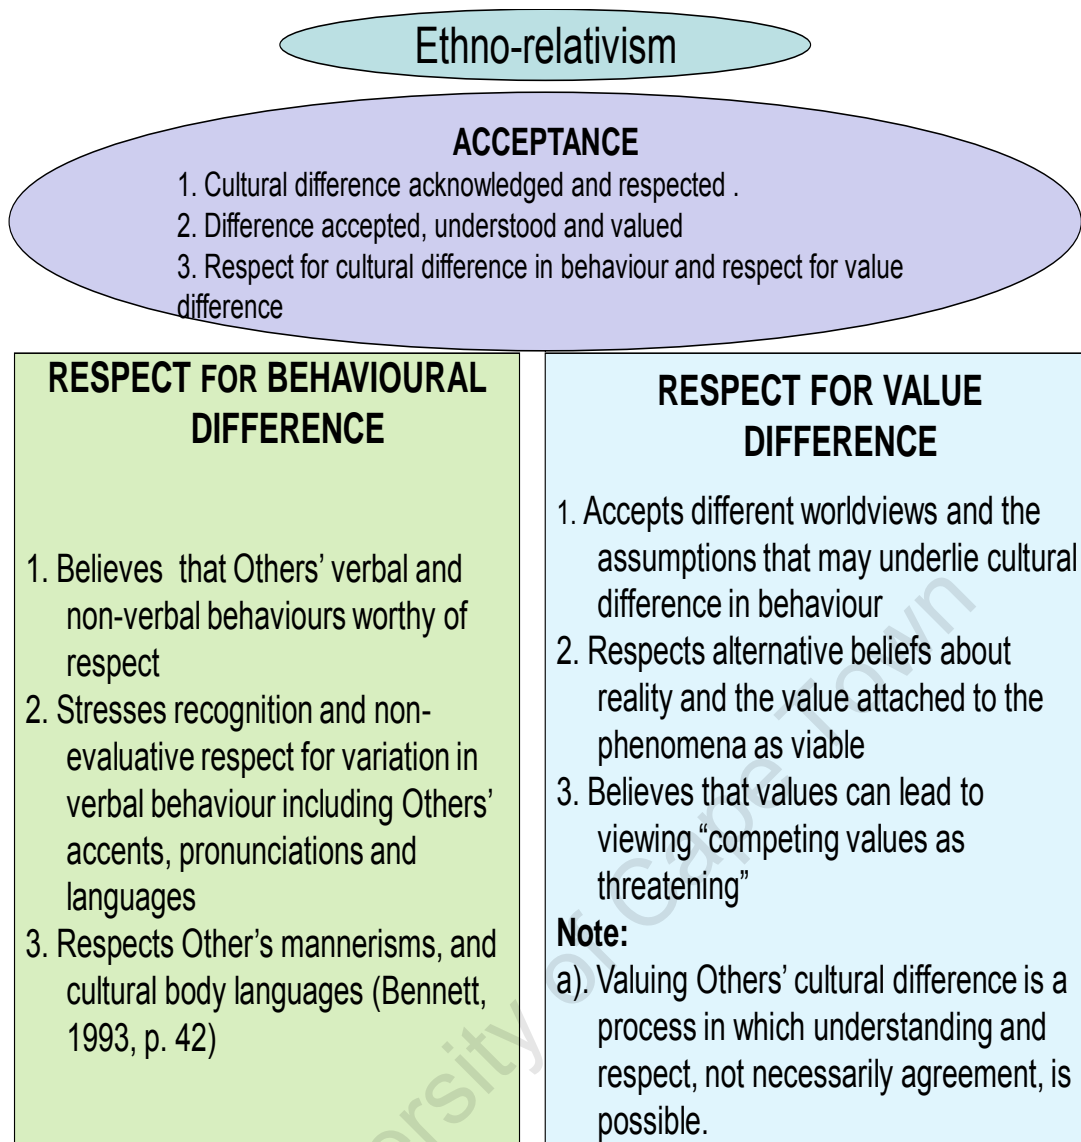 Ethno-relativism
ACCEPTANCE
1. Cultural difference acknowledged and respected .
2. Difference accepted, understood and valued
3. Respect for cultural difference in behaviour and respect for value
difference
RESPECT FOR BEHAVIOURAL
DIFFERENCE
1. Believes that Others’ verbal and
non-verbal behaviours worthy of
respect
2. Stresses recognition and non-
evaluative respect for variation in
verbal behaviour including Others’
accents, pronunciations and
languages
3. Respects Other’s mannerisms, and
cultural body languages (Bennett,
1993, p. 42)
RESPECT FOR VALUE
DIFFERENCE
1. Accepts different worldviews and the
assumptions that may underlie cultural
difference in behaviour
2. Respects alternative beliefs about
reality and the value attached to the
phenomena as viable
3. Believes that values can lead to
viewing “competing values as
threatening”
Note:
a). Valuing Others’ cultural difference is a
process in which understanding and
respect, not necessarily agreement, is
possible.
ersity of Cape Town